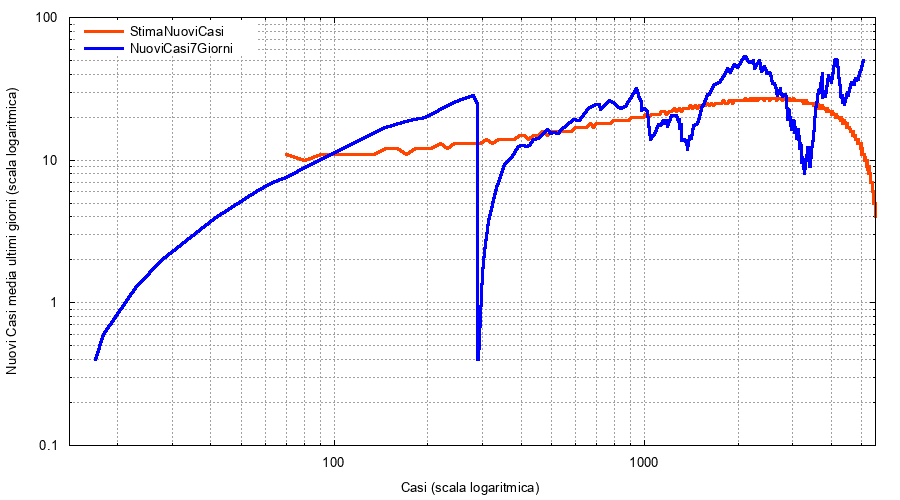 StimaNuoviCasi
NuoviCasi7Giorni
Nuovi Casi media ultimi giorni (scala logaritmica)
100
10
1
0.1
100
1000
Casi (scala logaritmica)